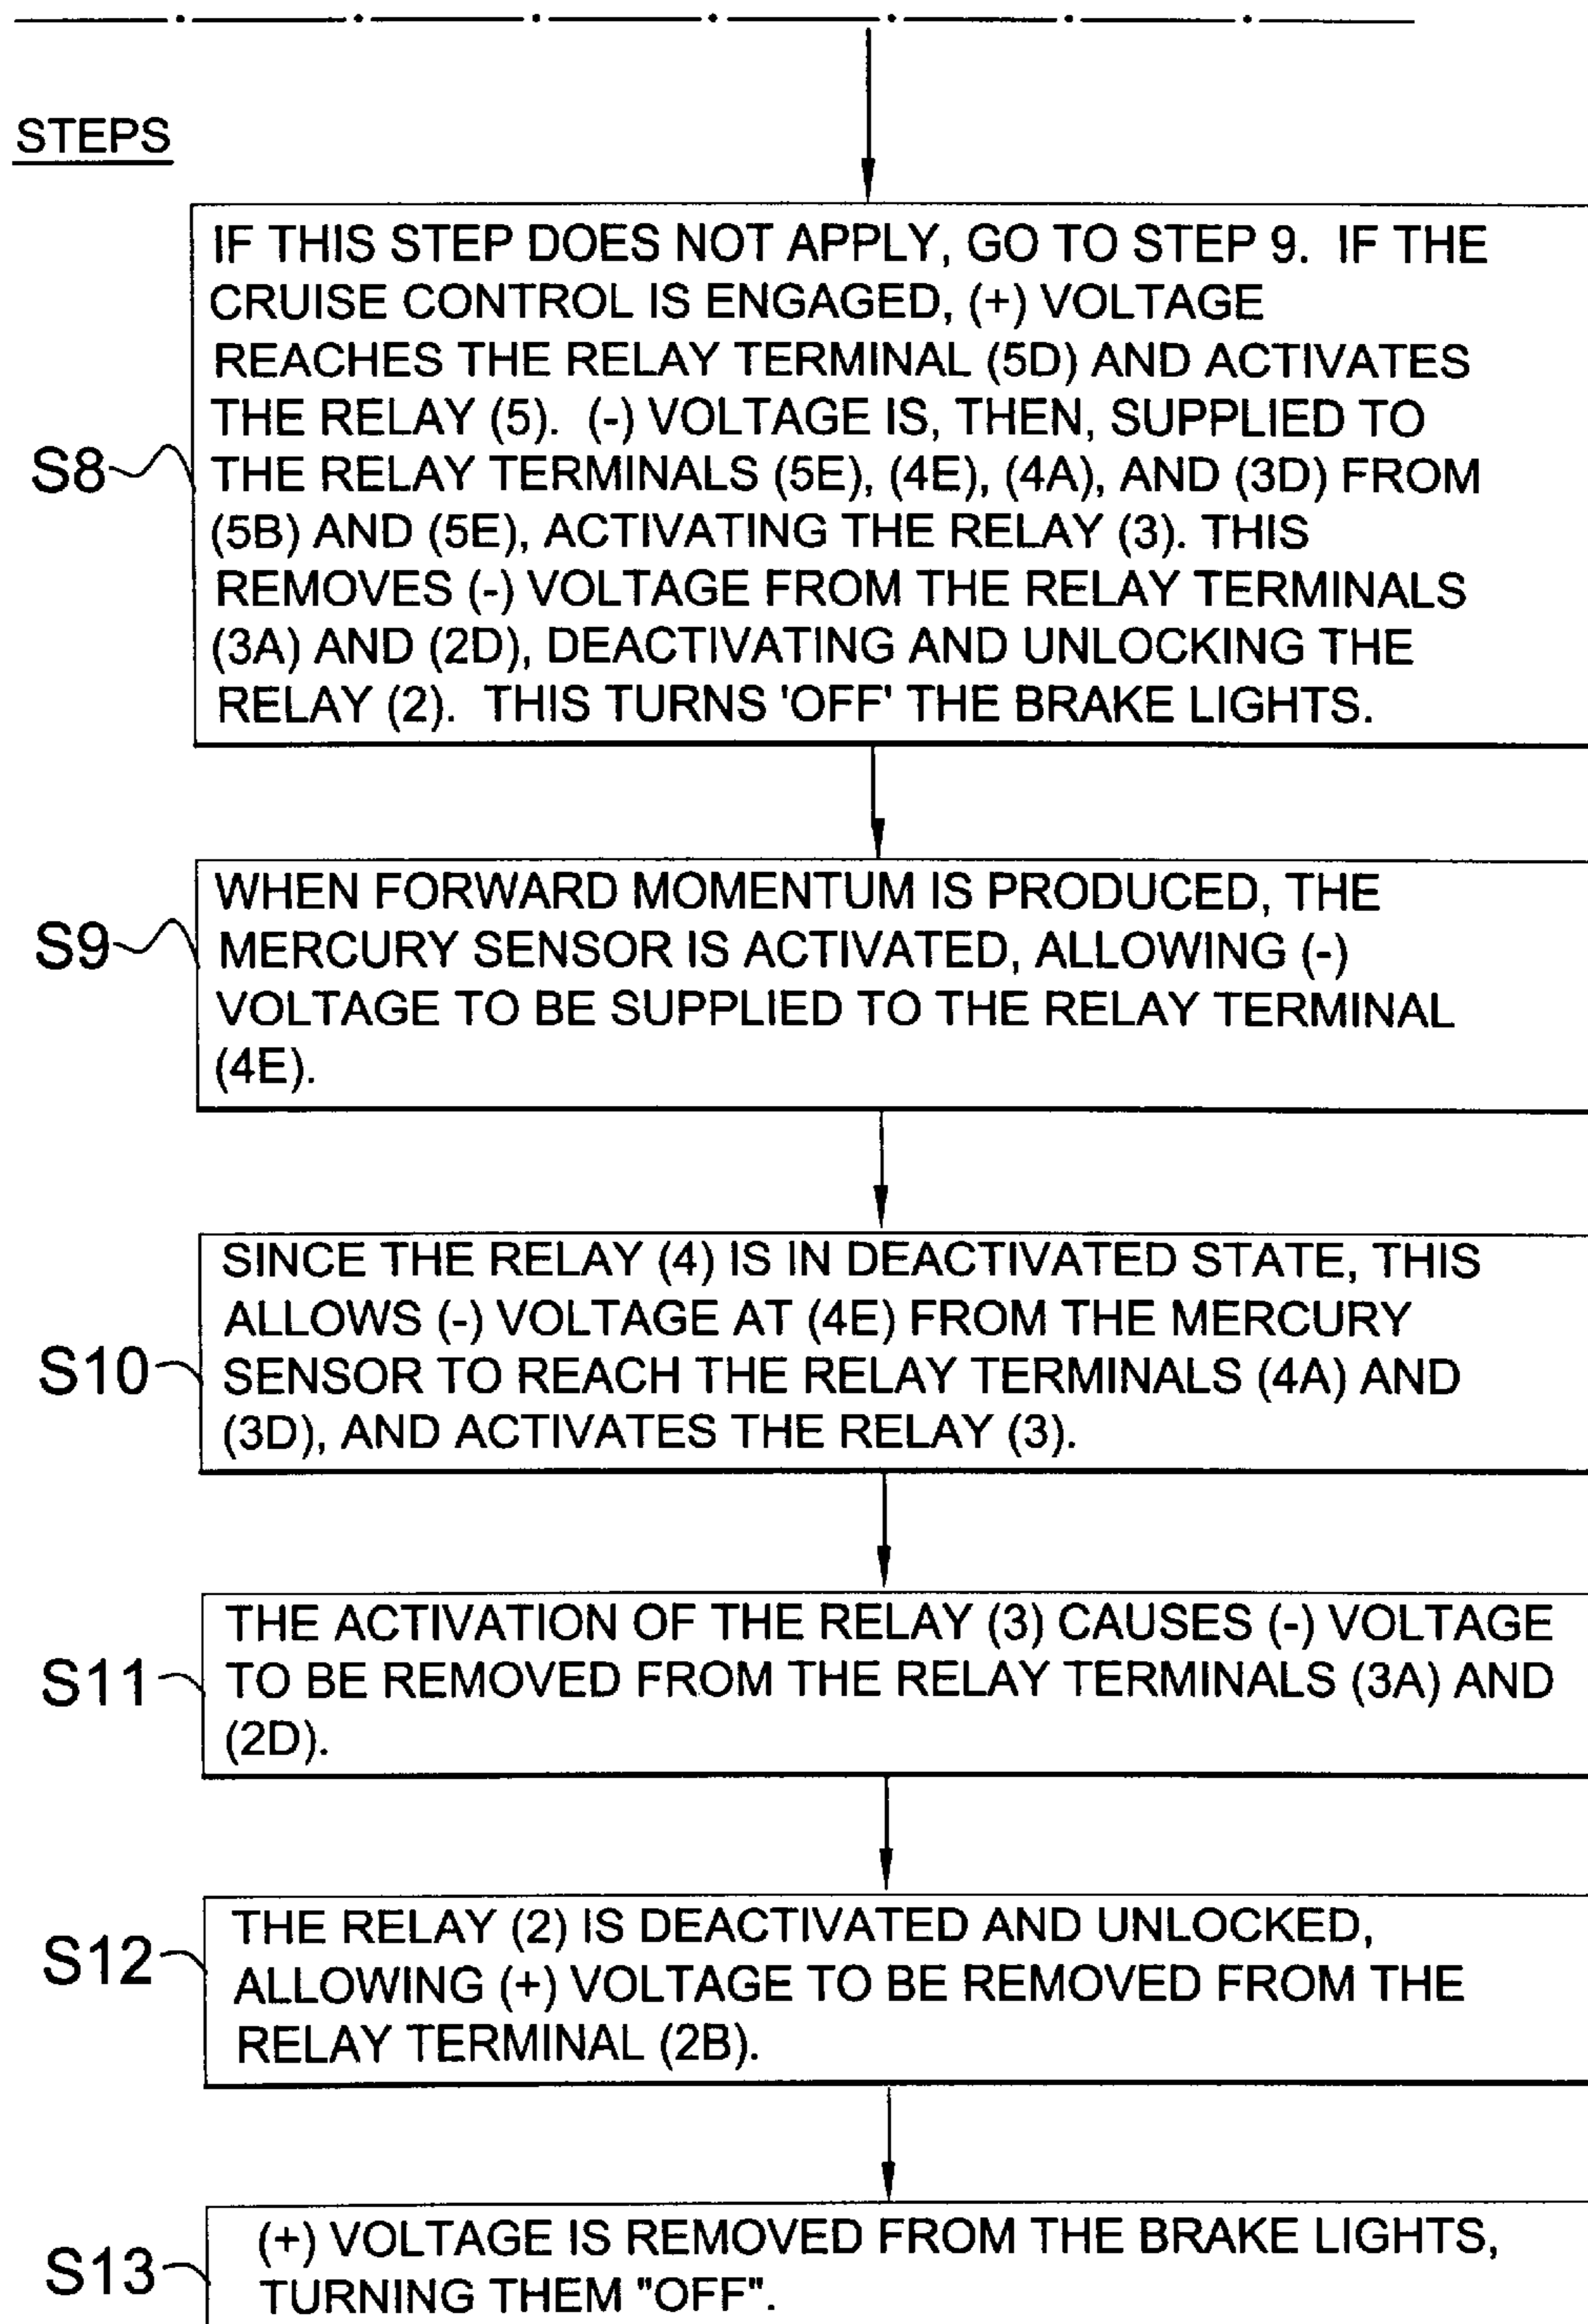 STEPS
IF THIS STEP DOES NOT APPLY, GO TO STEP 9. IF THE
CRUISE CONTROL IS ENGAGED, (+) VOLTAGE
REACHES THE RELAY TERMINAL (5D) AND ACTIVATES
THE RELAY (5). (-) VOLTAGE IS, THEN, SUPPLIED TO
S8
THE RELAY TERMINALS (5E), (4E), (4A), AND (3D) FROM
(5B) AND (5E), ACTIVATING THE RELAY (3). THIS
REMOVES (-) VOLTAGE FROM THE RELAY TERMINALS
(3A) AND (2D), DEACTIVATING AND UNLOCKING THE
RELAY (2). THIS TURNS 'OFF' THE BRAKE LIGHTS.
S9
WHEN FORWARD MOMENTUM IS PRODUCED, THE
MERCURY SENSOR IS ACTIVATED, ALLOWING (-)
VOLTAGE TO BE SUPPLIED TO THE RELAY TERMINAL
(4E).
S10
SINCE THE RELAY (4) IS IN DEACTIVATED STATE, THIS
ALLOWS (-) VOLTAGE AT (4E) FROM THE MERCURY
SENSOR TO REACH THE RELAY TERMINALS (4A) AND
(3D), AND ACTIVATES THE RELAY (3).
S11
THE ACTIVATION OF THE RELAY (3) CAUSES (-) VOLTAGE
TO BE REMOVED FROM THE RELAY TERMINALS (3A) AND
(2D).
S12
THE RELAY (2) IS DEACTIVATED AND UNLOCKED,
ALLOWING (+) VOLTAGE TO BE REMOVED FROM THE
RELAY TERMINAL (2B).
S13
(+) VOLTAGE IS REMOVED FROM THE BRAKE LIGHTS,
TURNING THEM "OFF".